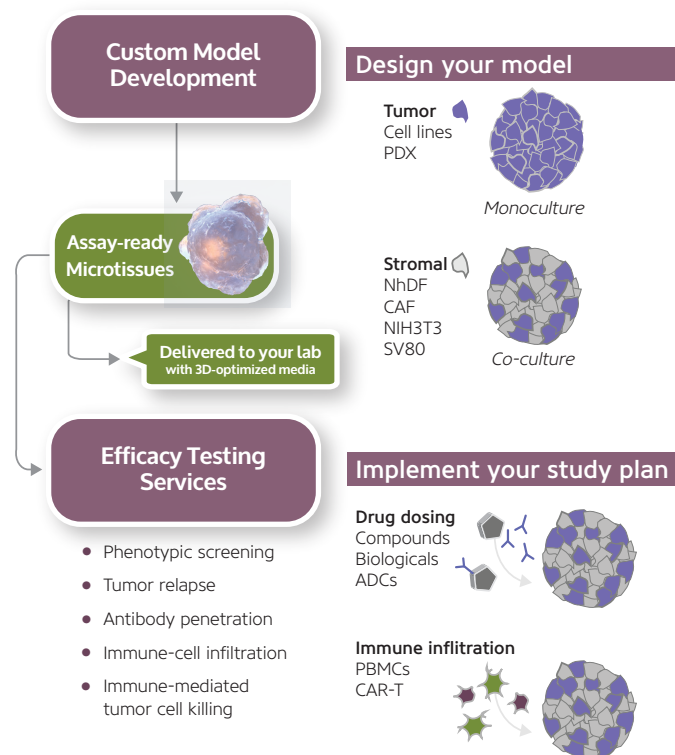 Custom Model
Development
Assay-ready
Microtissues
Delivered to your lab
with 3D-optimized media
Efficacy Testing
Services
• Phenotypic screening
• Tumor relapse
• Antibody penetration
• Immune-cell infiltration
• Immune-mediated
tumor cell killing
Design your model
Tumor
Cell lines
PDX
Monoculture
Stromal
NhDF
CAF
NIH3T3
SV80
Co-culture
Implement your study plan
Drug dosing
Compounds
Biologicals
ADCs
Immune inflitration
PBMCs
CAR-T